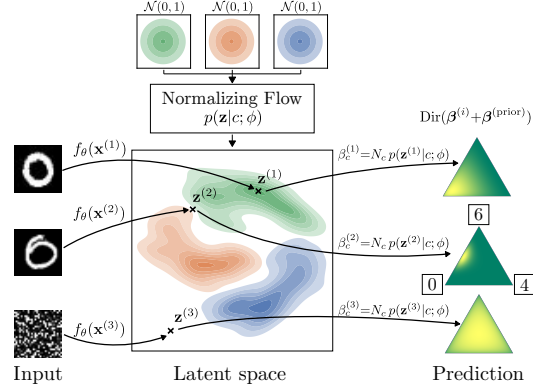 𝒩(0, 1) 𝒩(0, 1) 𝒩(0, 1)
Normalizing Flow
p(𝐳|c; ϕ)
Dir(𝜷⁽ⁱ⁾+𝜷⁽ᵖʳⁱᵒʳ⁾)
f_θ(𝐱⁽¹⁾)
𝐳⁽¹⁾
β_c⁽¹⁾=N_c p(𝐳⁽¹⁾|c; ϕ)
f_θ(𝐱⁽²⁾)
𝐳⁽²⁾
β_c⁽²⁾=N_c p(𝐳⁽²⁾|c; ϕ)
6
0 4
f_θ(𝐱⁽³⁾)
𝐳⁽³⁾
β_c⁽³⁾=N_c p(𝐳⁽³⁾|c; ϕ)
Input Latent space Prediction